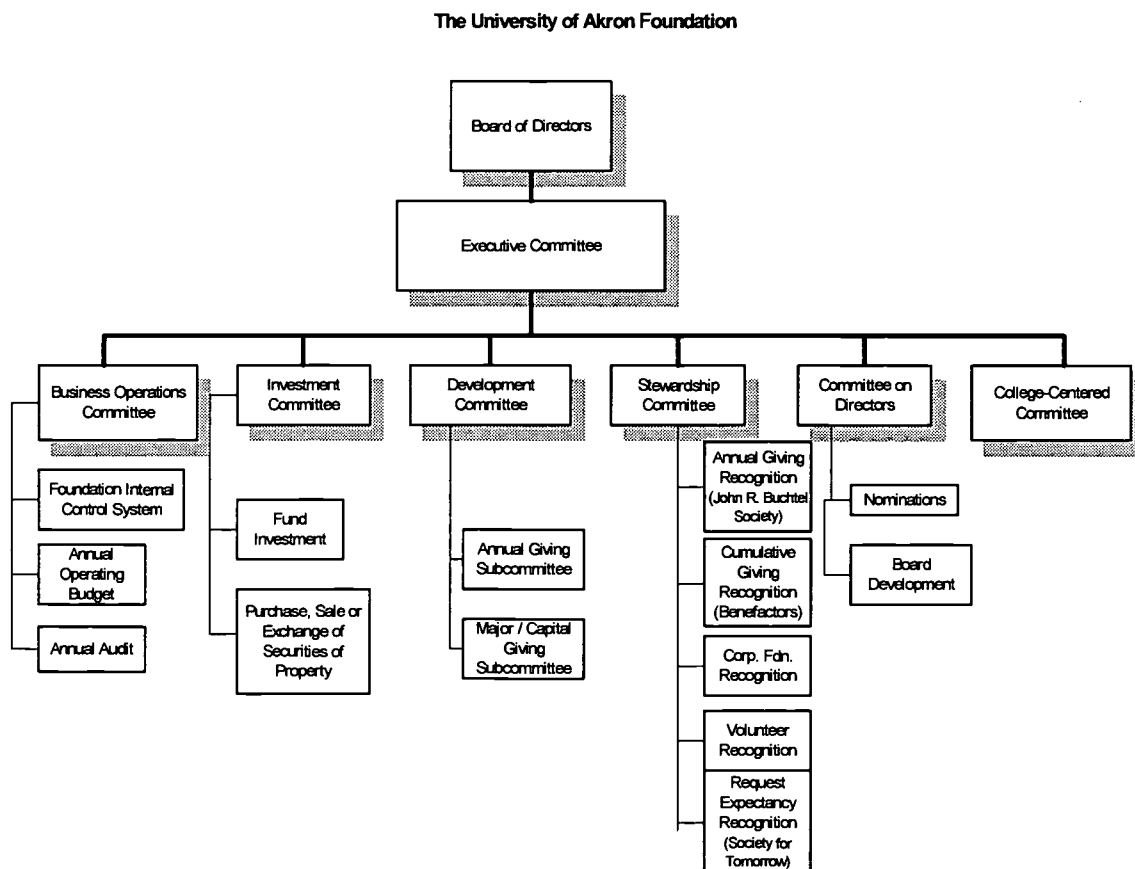 The University of Akron Foundation
Board of Directors
Executive Committee
Business Operations
Committee
Investment
Committee
Development
Committee
Stewardship
Committee
Committee on
Directors
College-Centered
Committee
Foundation Internal
Control System
Annual
Operating
Budget
Annual Audit
Fund
Investment
Purchase, Sale or
Exchange of
Securities of
Property
Annual Giving
Subcommittee
Major / Capital
Giving
Subcommittee
Annual Giving
Recognition
(John R. Buchtel
Society)
Cumulative
Giving
Recognition
(Benefactors)
Corp. Fdn.
Recognition
Volunteer
Recognition
Request
Expectancy
Recognition
(Society for
Tomorrow)
Nominations
Board
Development